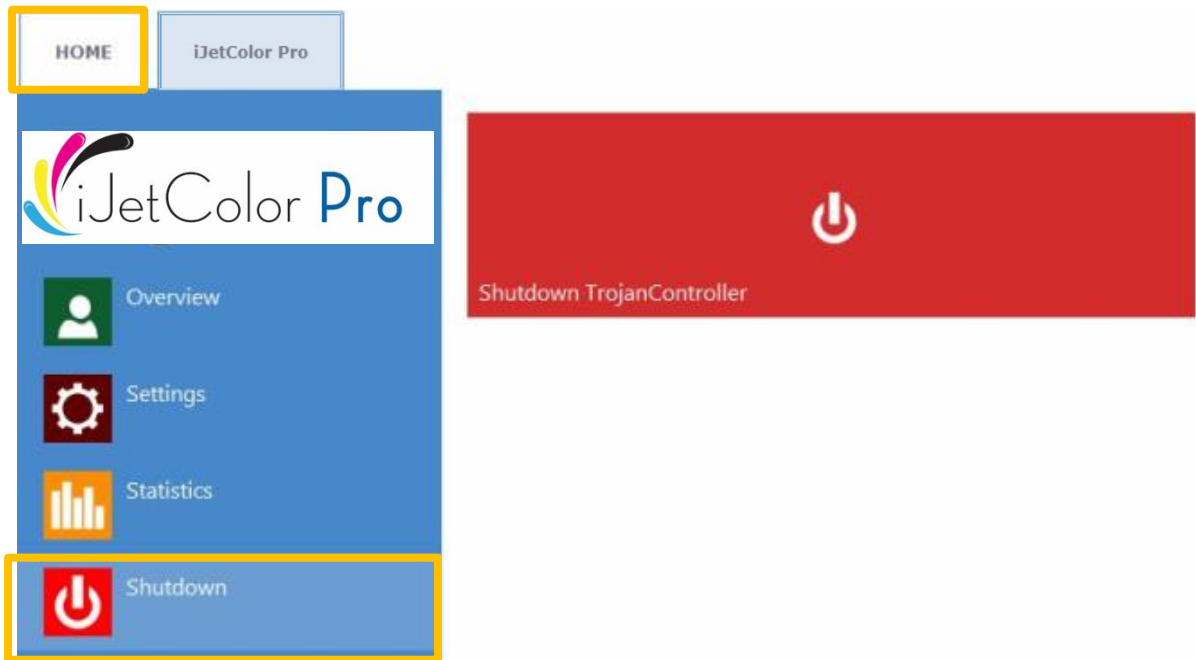 HOME
iJetColor Pro
iJetColor Pro
Overview
Settings
Statistics
Shutdown
Shutdown TrojanController